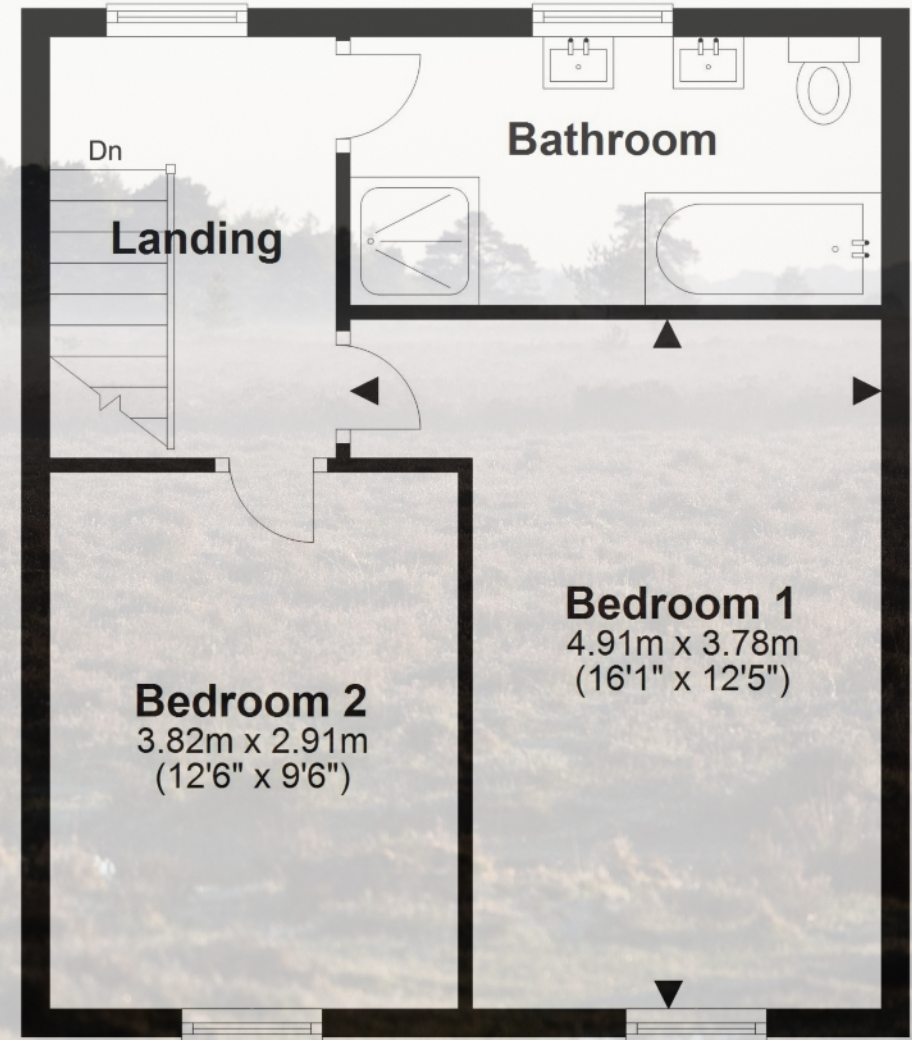 Bathroom
Dn
Landing
Bedroom 1
4.91m x 3.78m
(16'1" x 12'5")
Bedroom 2
3.82m x 2.91m
(12'6" x 9'6")